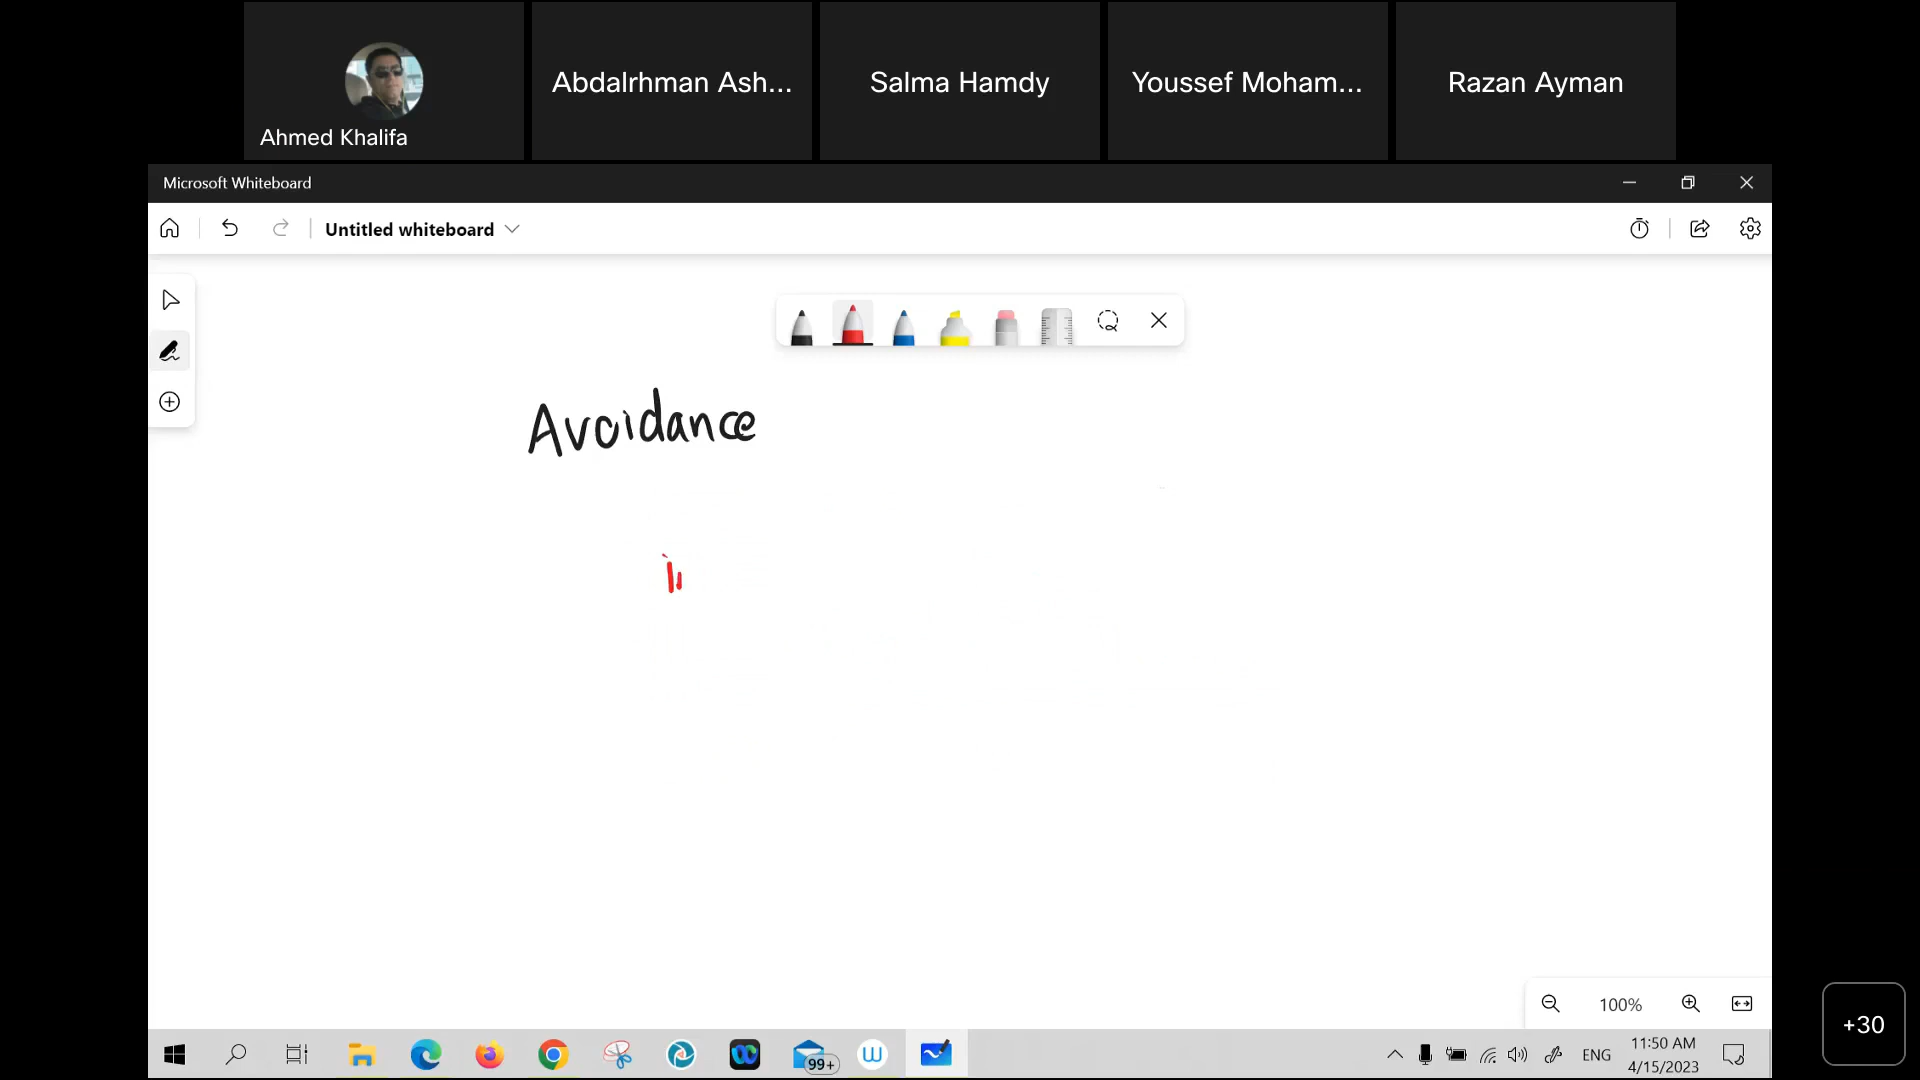 Abdalrhman Ash...
Salma Hamdy
Youssef Moham...
Razan Ayman
Ahmed Khalifa
Microsoft Whiteboard
Untitled whiteboard
Avoidance
100%
+30
99+
W
ENG
11:50 AM
4/15/2023